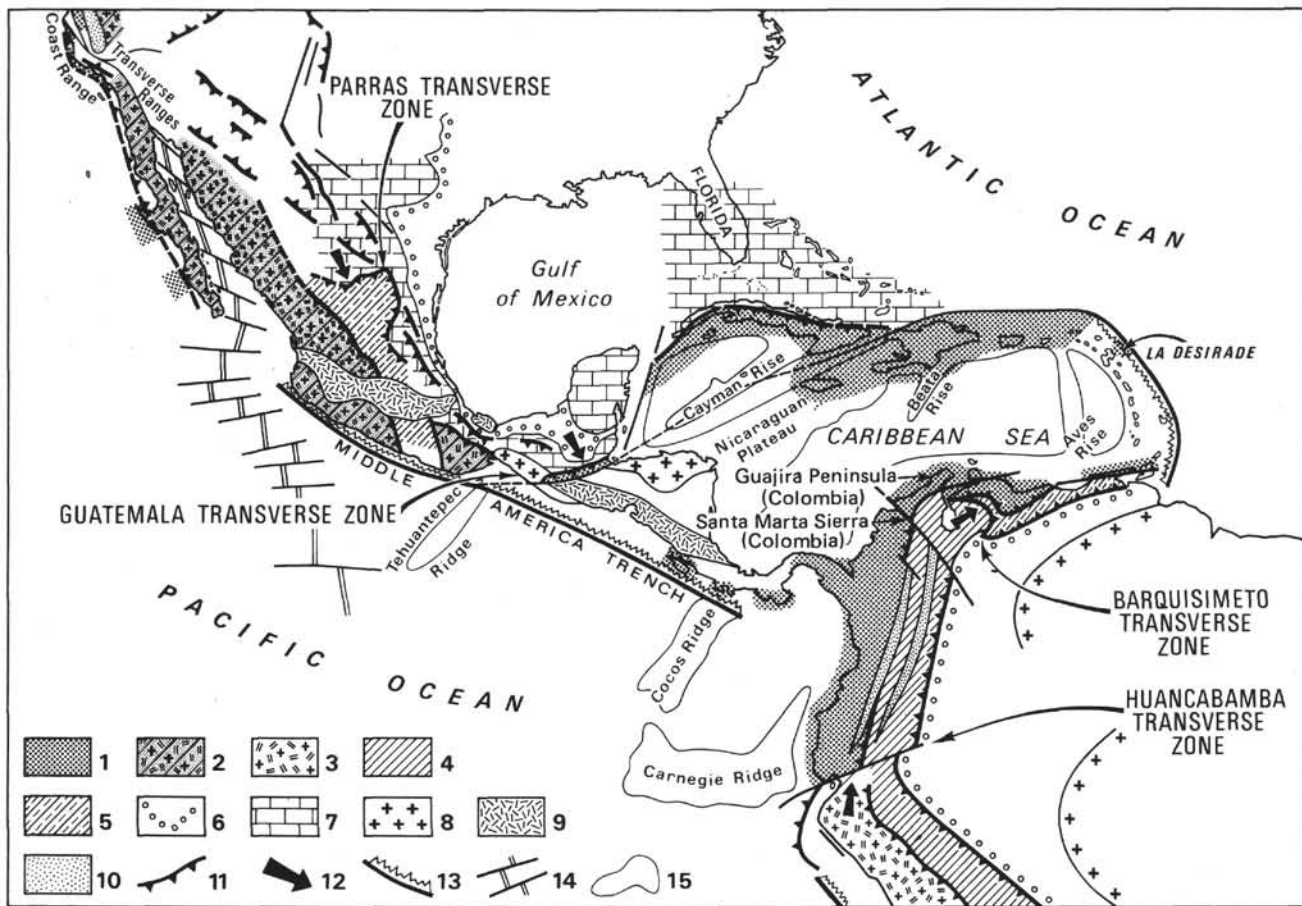 Coast Range
Transverse
Ranges
PARRAS TRANSVERSE
ZONE
ATLANTIC
OCEAN
FLORIDA
Gulf
of Mexico
LA DESIRADE
Cayman Rise
Beata
Rise
Nicaraguan
Plateau
Aves
Rise
CARIBBEAN SEA
MIDDLE
AMERICA
TRENCH
Guajira Peninsula
(Colombia)
GUATEMALA TRANSVERSE ZONE
Santa Marta Sierra
(Colombia)
Tehuantepec
Ridge
PACIFIC
OCEAN
BARQUISIMETO
TRANSVERSE
ZONE
Cocos Ridge
HUANCABAMBA
TRANSVERSE
ZONE
Carnegie Ridge
1 2 3 4
5 6 7 8 9
10 11 12 13 14 15